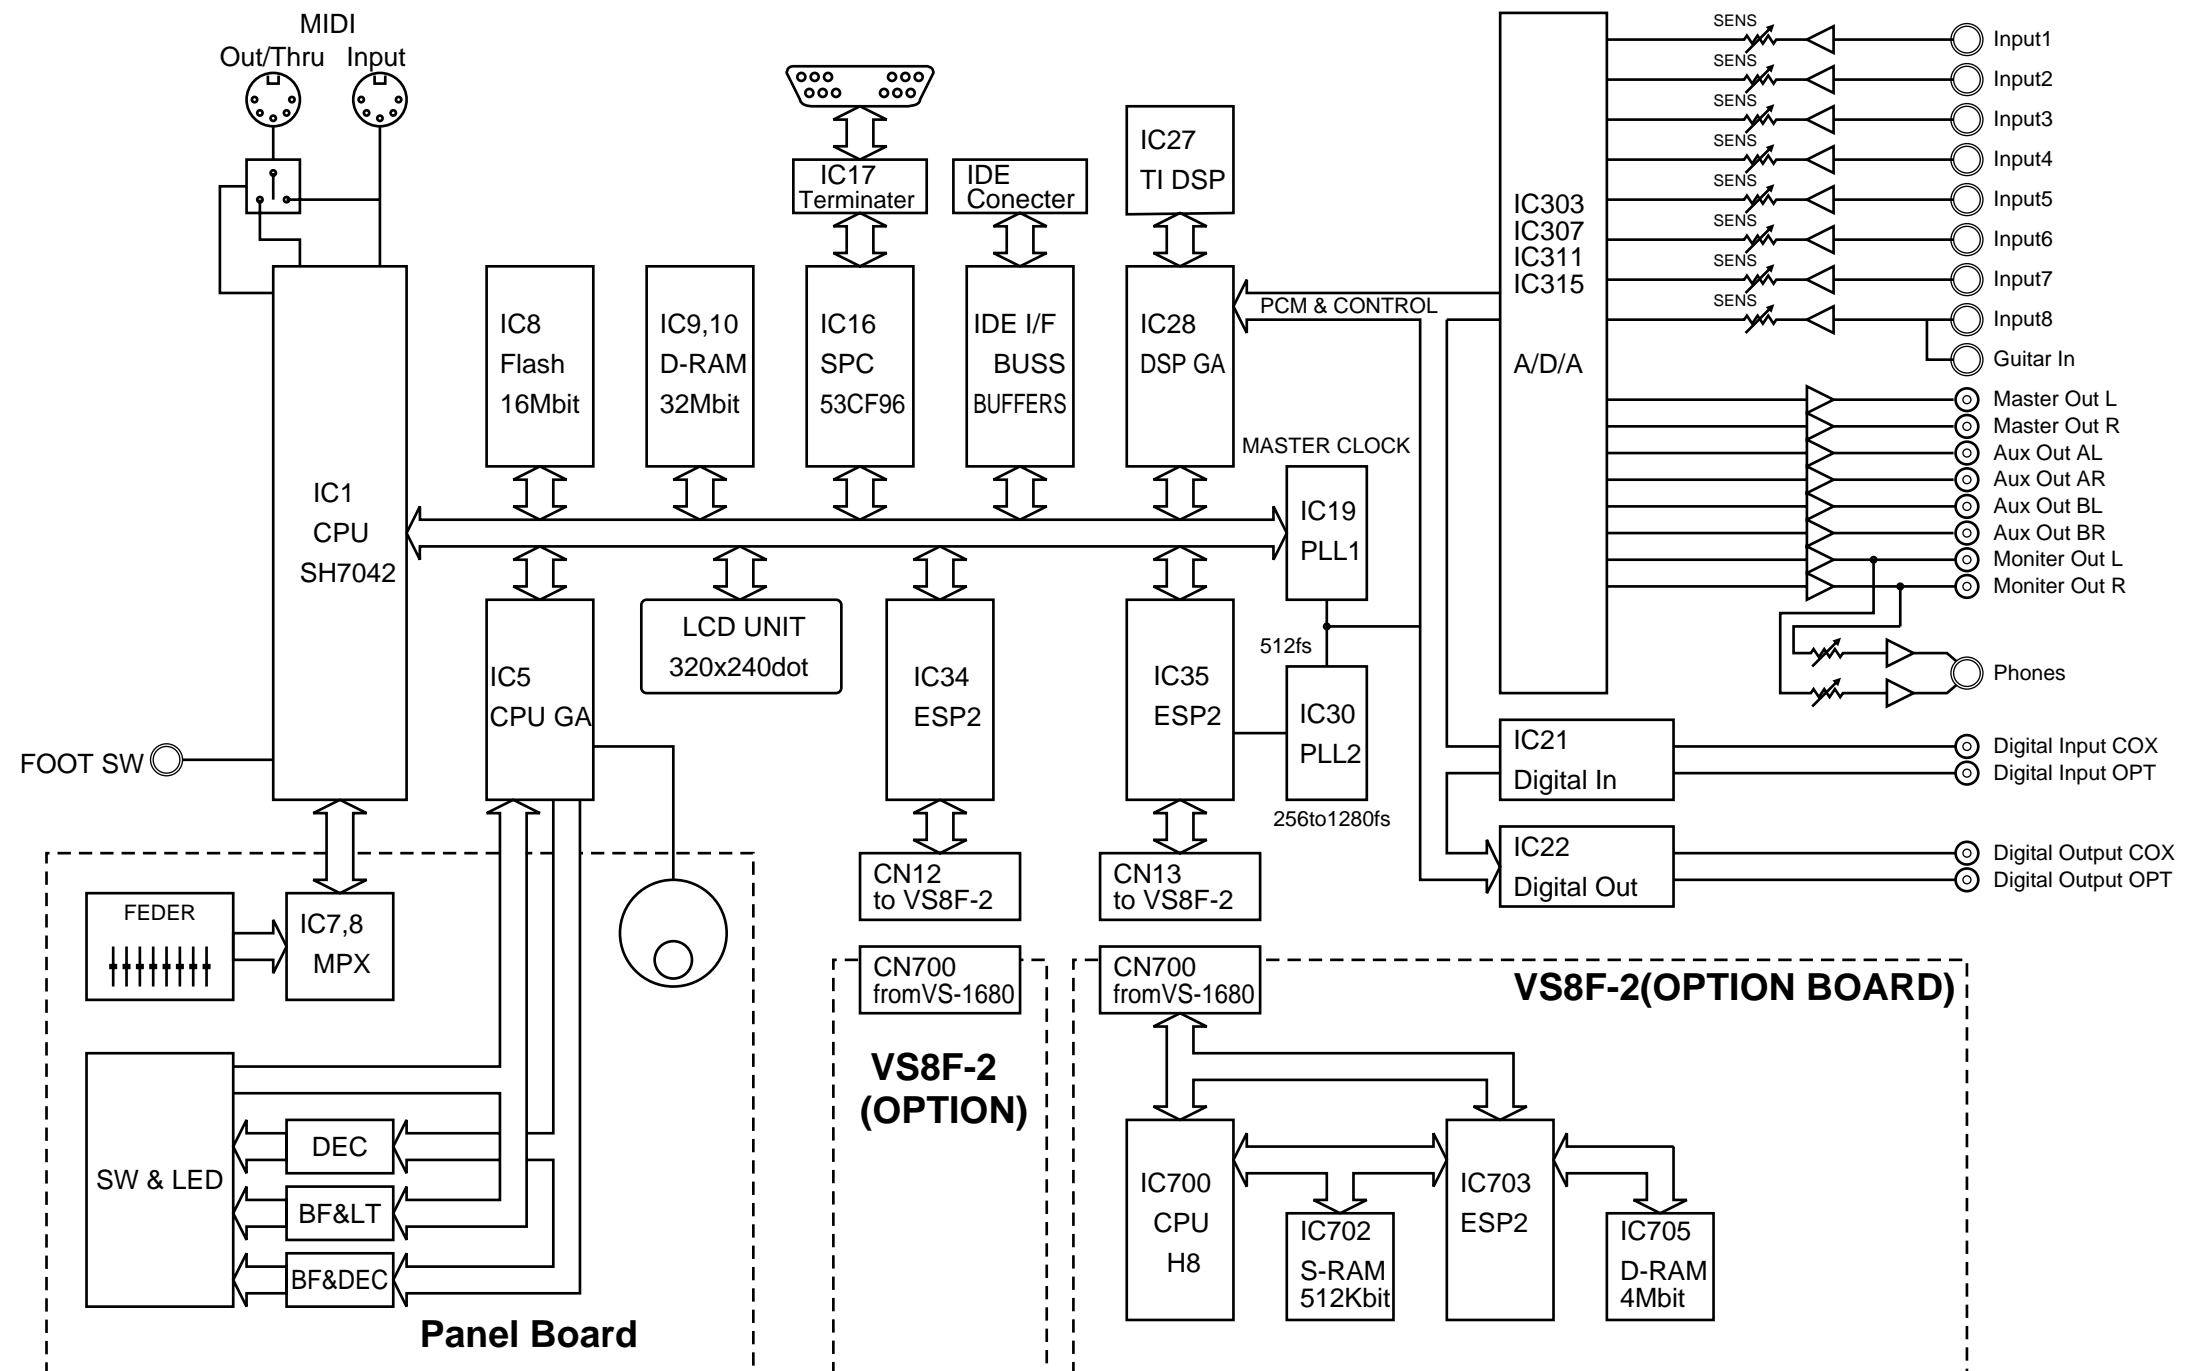 MIDI
Out/Thru Input
IC17
Terminater
IDE
Conecter
IC27
TI DSP
IC1
CPU
SH7042
IC8
Flash
16Mbit
IC9,10
D-RAM
32Mbit
IC16
SPC
53CF96
IDE I/F
BUSS
BUFFERS
IC28
DSP GA
PCM & CONTROL
MASTER CLOCK
IC19
PLL1
512fs
IC30
PLL2
256to1280fs
IC303
IC307
IC311
IC315
A/D/A
SENS
Input1
SENS
Input2
SENS
Input3
SENS
Input4
SENS
Input5
SENS
Input6
SENS
Input7
SENS
Input8
Guitar In
Master Out L
Master Out R
Aux Out AL
Aux Out AR
Aux Out BL
Aux Out BR
Moniter Out L
Moniter Out R
Phones
IC21
Digital In
Digital Input COX
Digital Input OPT
IC22
Digital Out
Digital Output COX
Digital Output OPT
IC5
CPU GA
LCD UNIT
320x240dot
IC34
ESP2
IC35
ESP2
FOOT SW
CN12
to VS8F-2
CN13
to VS8F-2
FEDER
IC7,8
MPX
SW & LED
DEC
BF&LT
BF&DEC
Panel Board
CN700
fromVS-1680
VS8F-2
(OPTION)
CN700
fromVS-1680
VS8F-2(OPTION BOARD)
IC700
CPU
H8
IC702
S-RAM
512Kbit
IC703
ESP2
IC705
D-RAM
4Mbit